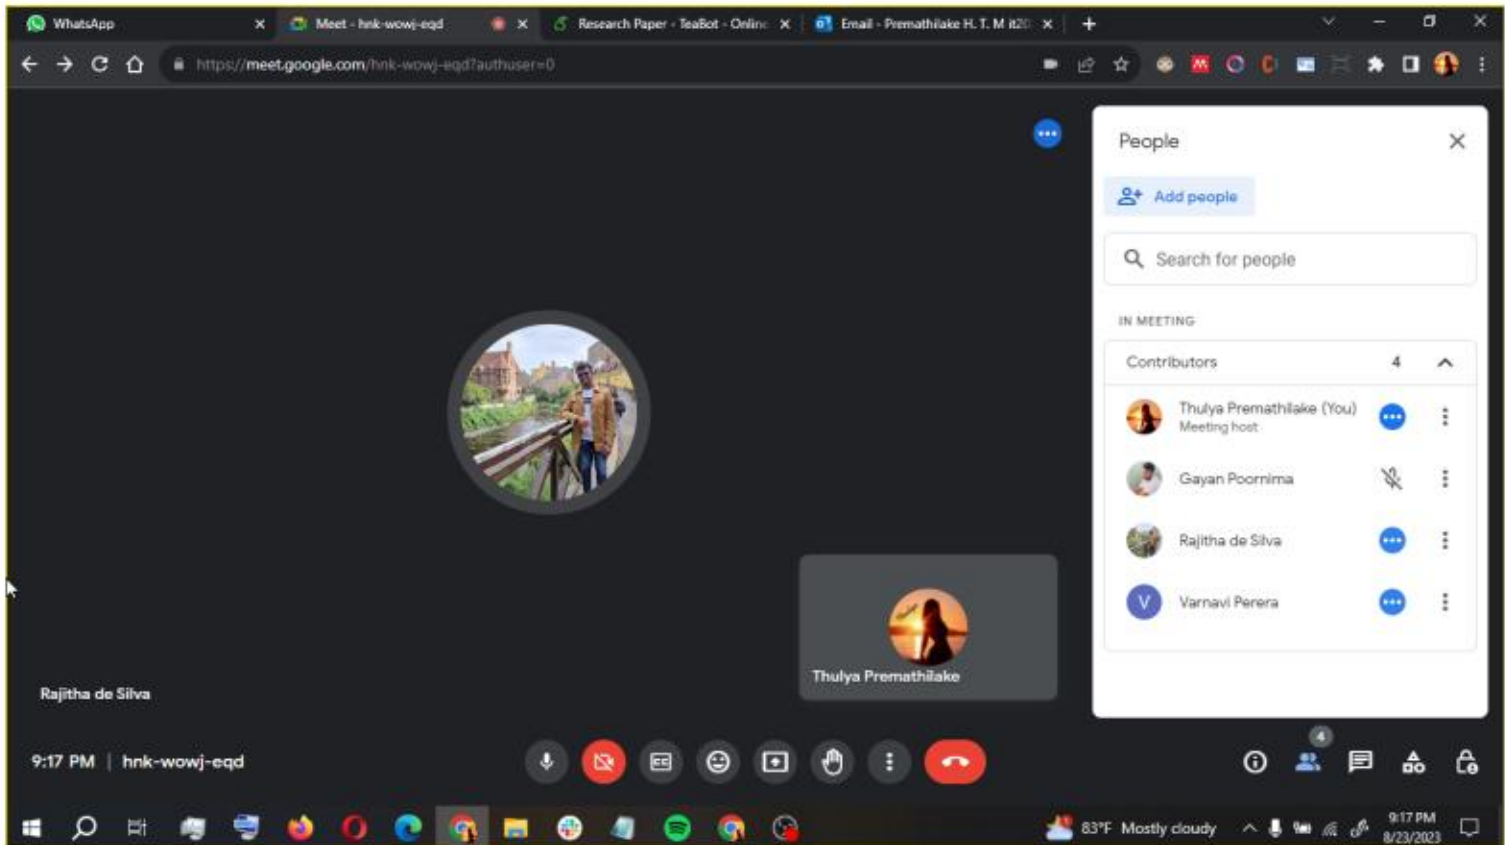 WhatsApp
Meet - hnk-wowj-eqd
Research Paper - TeaBot - Online
Email - Premathilake H. T. M it20
https://meet.google.com/hnk-wowj-eqd?authuser=0
People
Add people
Search for people
IN MEETING
Contributors 4
Thulya Premathilake (You)
Meeting host
Gayan Poornima
Rajitha de Silva
V Varnavi Perera
Thulya Premathilake
Rajitha de Silva
4
9:17 PM | hnk-wowj-eqd
CC
83°F Mostly cloudy
9:17 PM
8/23/2023